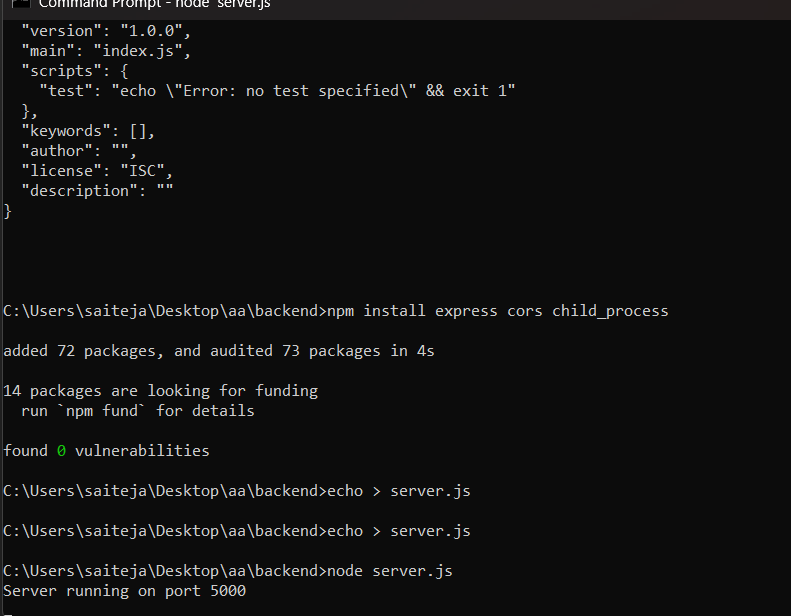 Command Prompt - node server.js
"version": "1.0.0",
"main": "index.js",
"scripts": {
"test": "echo \"Error: no test specified\" && exit 1"
},
"keywords": [],
"author": "",
"license": "ISC",
"description": ""
}
C:\Users\saiteja\Desktop\aa\backend>npm install express cors child_process
added 72 packages, and audited 73 packages in 4s
14 packages are looking for funding
run `npm fund` for details
found 0 vulnerabilities
C:\Users\saiteja\Desktop\aa\backend>echo > server.js
C:\Users\saiteja\Desktop\aa\backend>echo > server.js
C:\Users\saiteja\Desktop\aa\backend>node server.js
Server running on port 5000